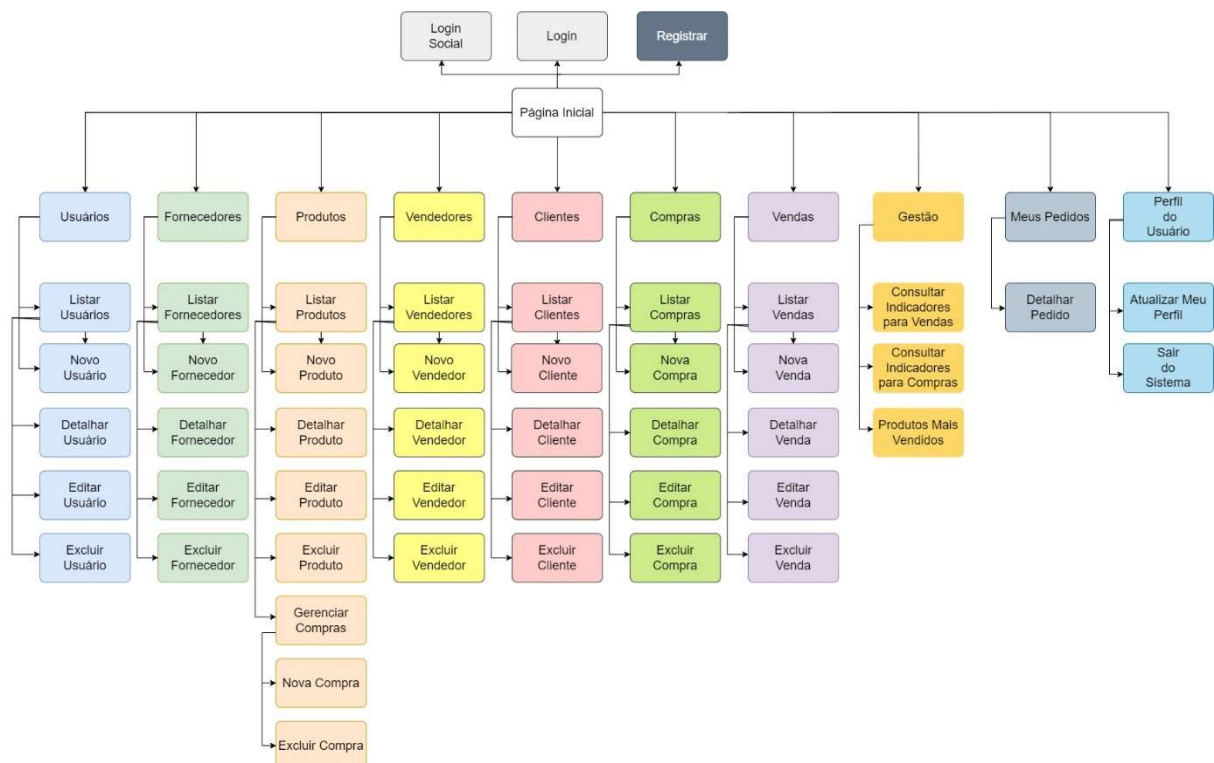 Login
Social
Login
Registrar
Página Inicial
Usuários
Fornecedores
Produtos
Vendedores
Clientes
Compras
Vendas
Gestão
Meus Pedidos
Perfil
do
Usuário
Listar
Usuários
Listar
Fornecedores
Listar
Produtos
Listar
Vendedores
Listar
Clientes
Listar
Compras
Listar
Vendas
Consultar
Indicadores
para Vendas
Detalhar
Pedido
Atualizar Meu
Perfil
Novo
Usuário
Novo
Fornecedor
Novo
Produto
Novo
Vendedor
Novo
Cliente
Nova
Compra
Nova
Venda
Consultar
Indicadores
para Compras
Sair
do
Sistema
Detalhar
Usuário
Detalhar
Fornecedor
Detalhar
Produto
Detalhar
Vendedor
Detalhar
Cliente
Detalhar
Compra
Detalhar
Venda
Produtos Mais
Vendidos
Editar
Usuário
Editar
Fornecedor
Editar
Produto
Editar
Vendedor
Editar
Cliente
Editar
Compra
Editar
Venda
Excluir
Usuário
Excluir
Fornecedor
Excluir
Produto
Excluir
Vendedor
Excluir
Cliente
Excluir
Compra
Excluir
Venda
Gerenciar
Compras
Nova Compra
Excluir Compra